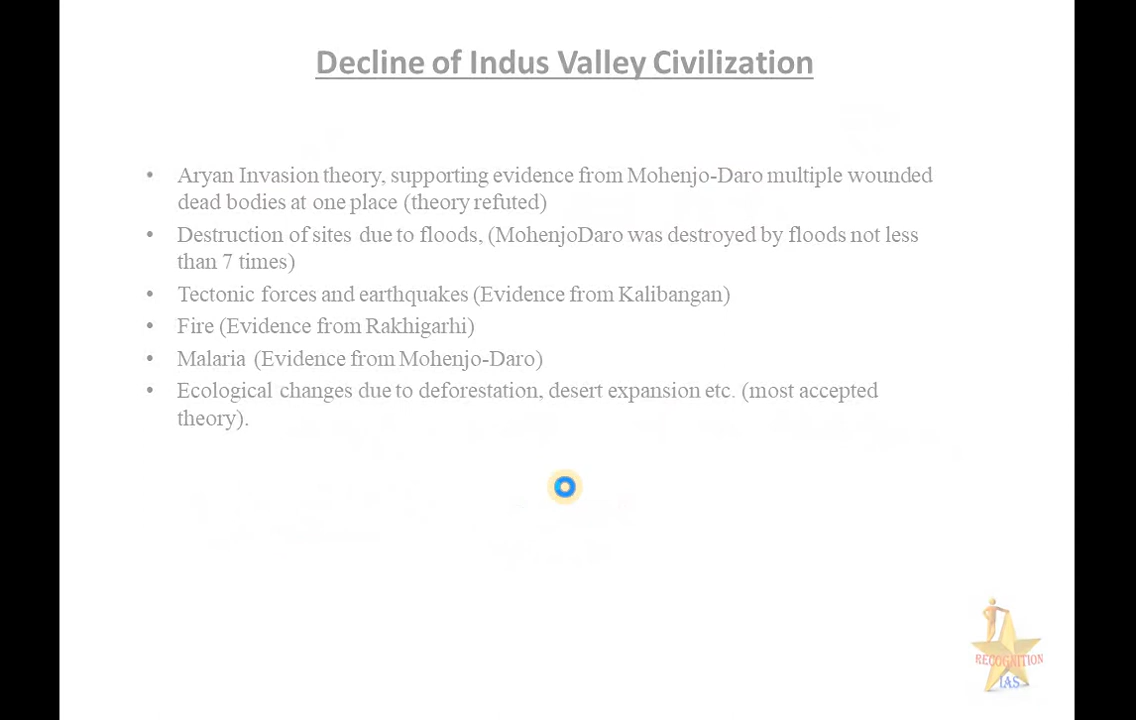 Decline of Indus Valley Civilization
• Aryan Invasion theory, supporting evidence from Mohenjo-Daro multiple wounded
dead bodies at one place (theory refuted)
• Destruction of sites due to floods, (MohenjoDaro was destroyed by floods not less
than 7 times)
• Tectonic forces and earthquakes (Evidence from Kalibangan)
• Fire (Evidence from Rakhigarhi)
• Malaria (Evidence from Mohenjo-Daro)
• Ecological changes due to deforestation, desert expansion etc. (most accepted
theory).
RECOGNITION
IAS